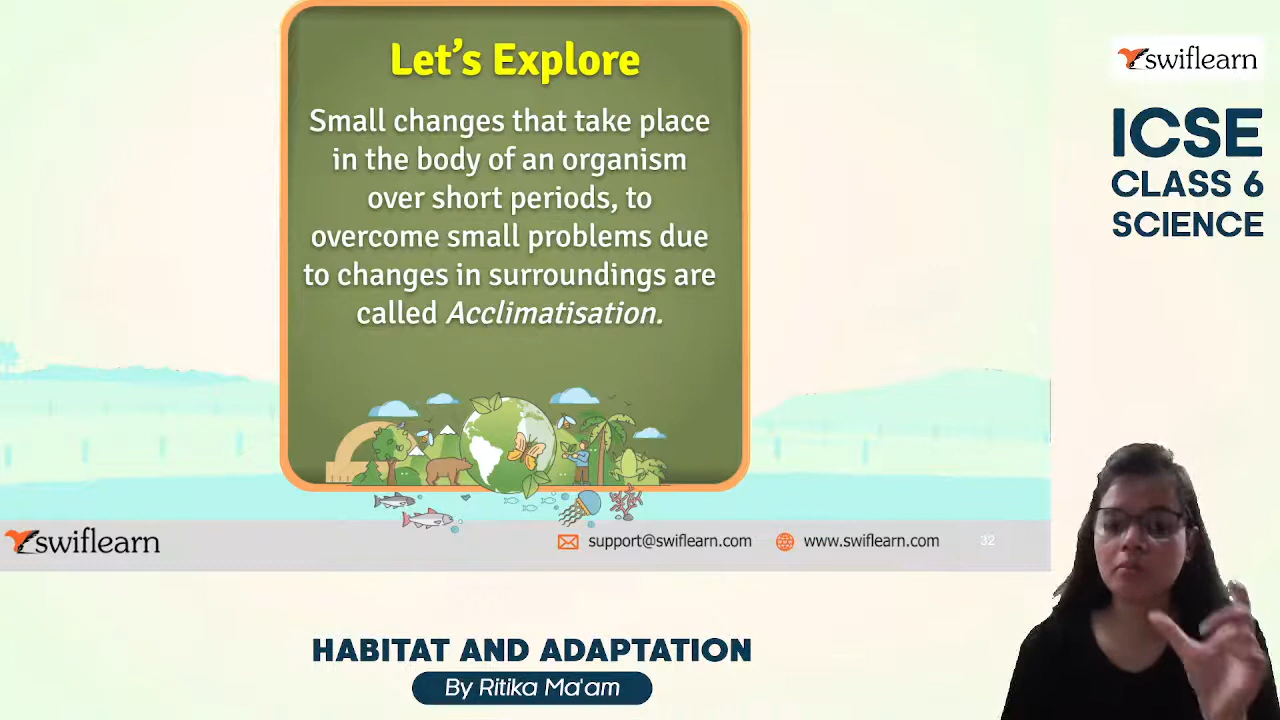 Let's Explore
Small changes that take place
in the body of an organism
over short periods, to
overcome small problems due
to changes in surroundings are
called Acclimatisation.
swiflearn
ICSE
CLASS 6
SCIENCE
swiflearn
support@swiflearn.com
www.swiflearn.com
32
HABITAT AND ADAPTATION
By Ritika Ma'am